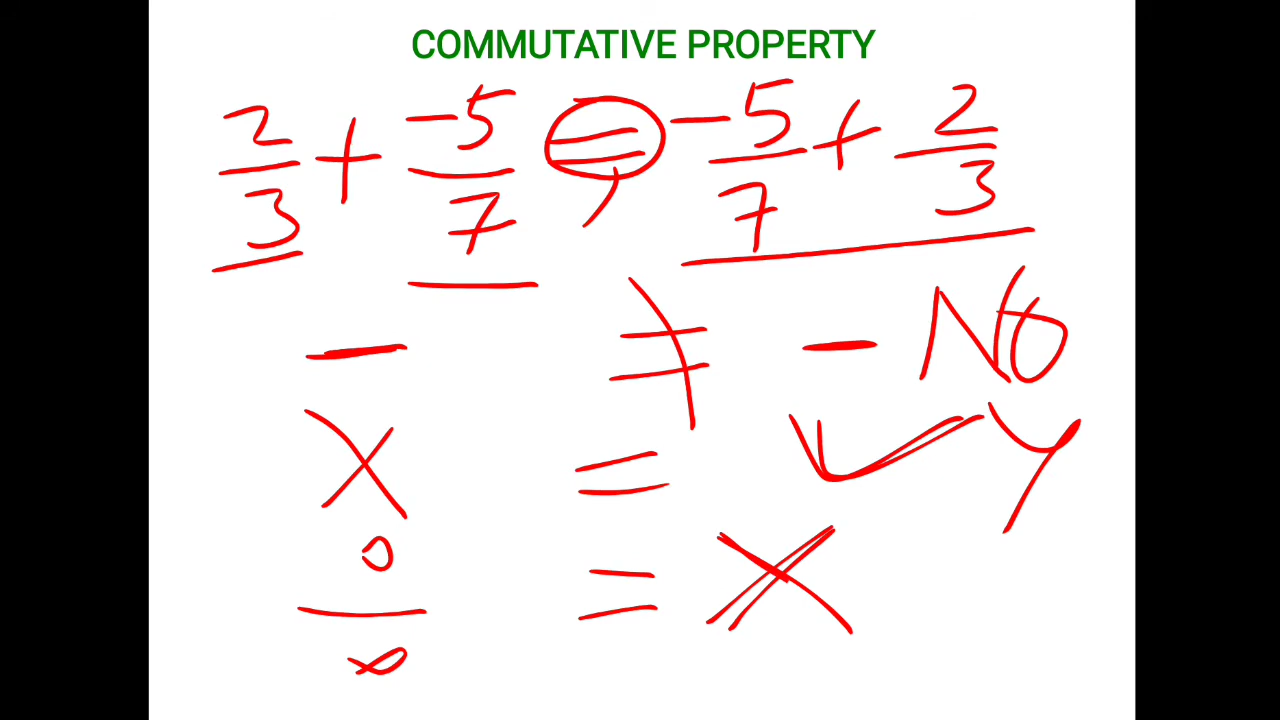 COMMUTATIVE PROPERTY
2/3 + -5/7 = -5/7 + 2/3
- ≠ - NO
× = ✓ Y
÷ = ×